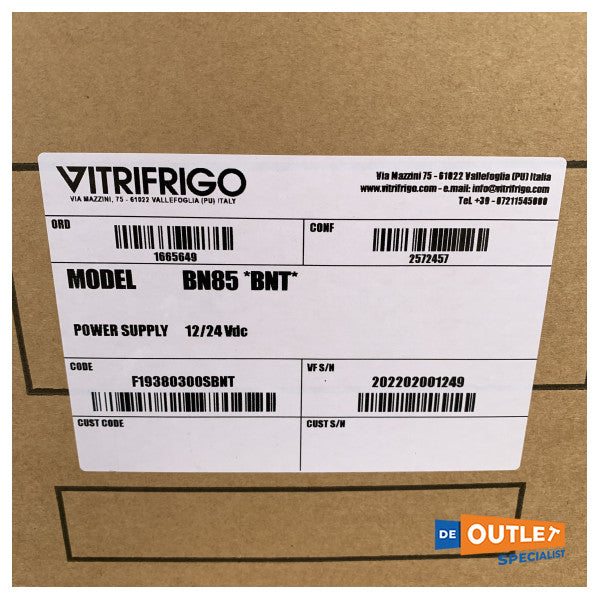 VITRIFRIGO
VIA MAZZINI, 75 - 61022 VALLEFOGLIA (PU) ITALY
Via Mazzini 75 - 61022 Vallefoglia (PU) Italia
www.vitrifrigo.com - e.mail: info@vitrifrigo.com
Tel. +39 - 07211545000
ORD
1665649
CONF
2572457
MODEL BN85 *BNT*
POWER SUPPLY 12/24 Vdc
CODE
F19380300SBNT
VF S/N
202202001249
CUST CODE
CUST S/N
DE OUTLET
SPECIALIST